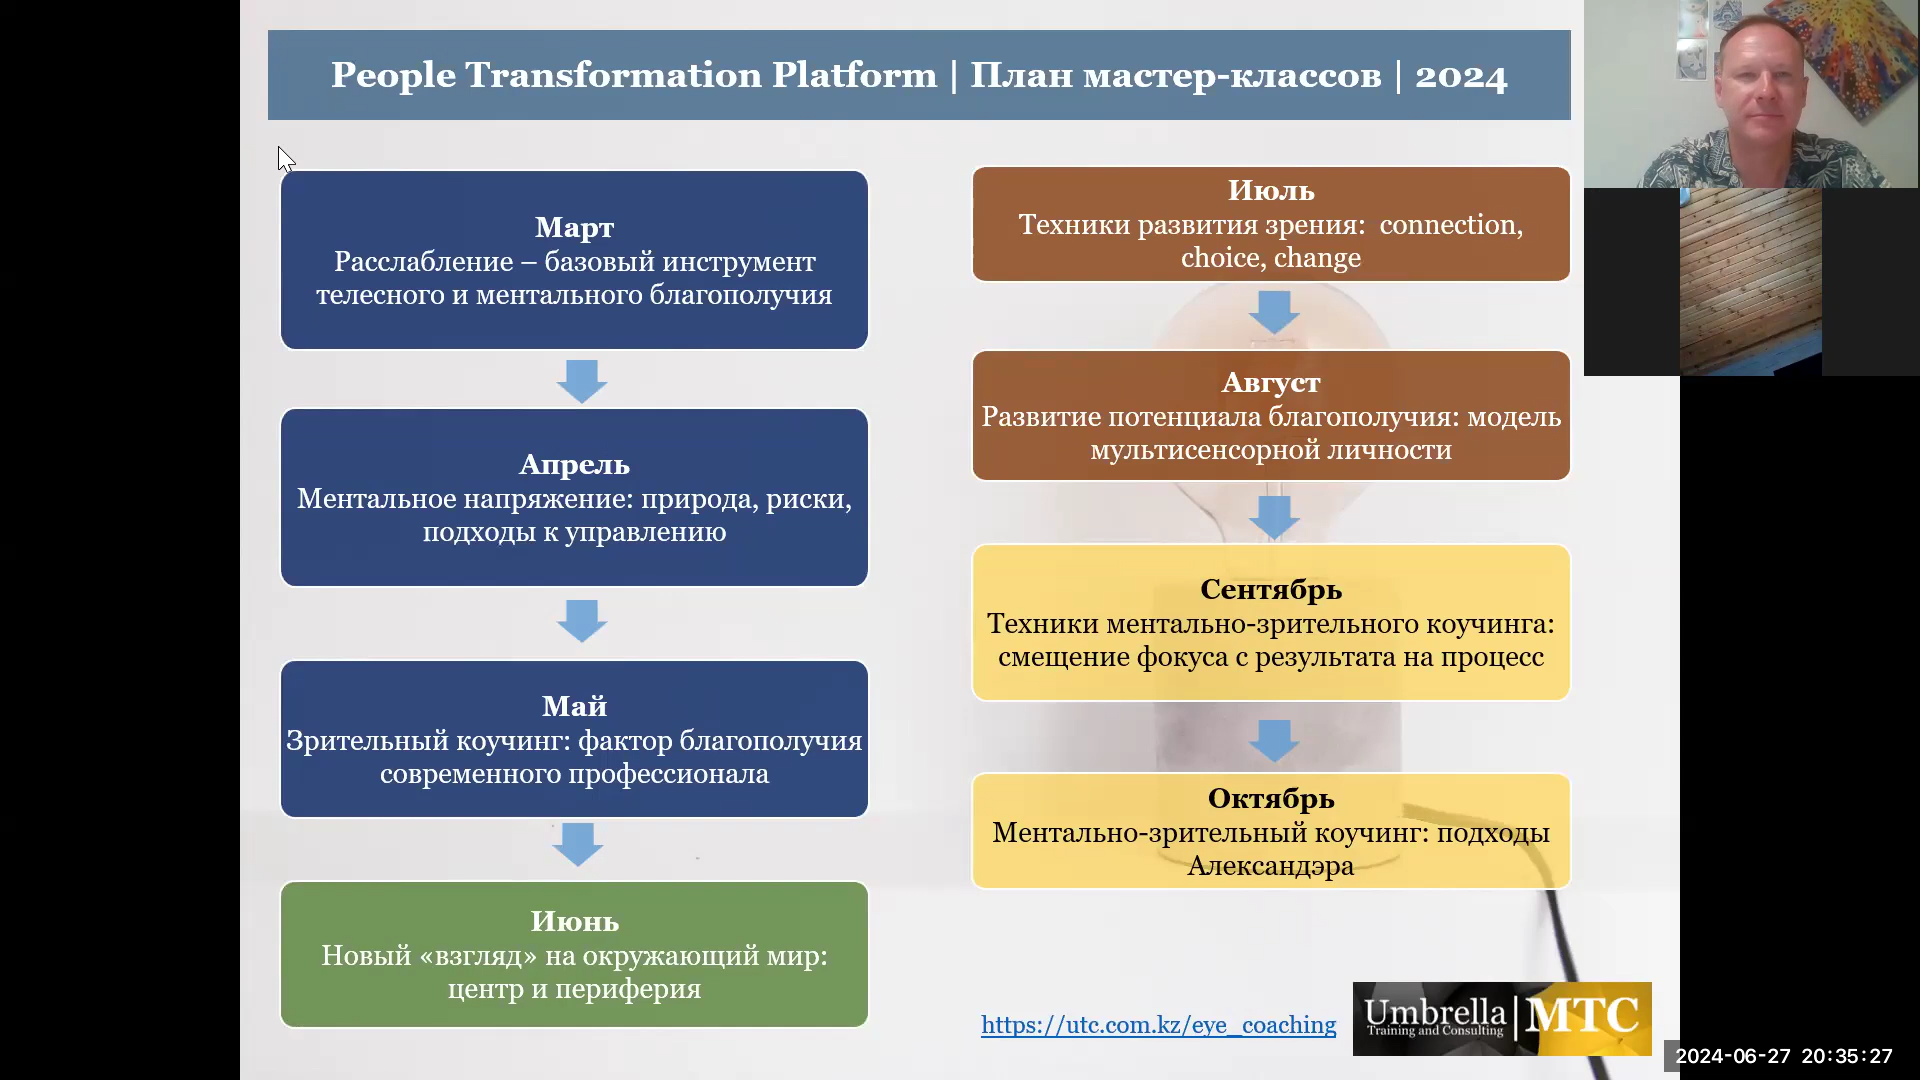 People Transformation Platform | План мастер-классов | 2024
Март
Расслабление – базовый инструмент
телесного и ментального благополучия
Апрель
Ментальное напряжение: природа, риски,
подходы к управлению
Май
Зрительный коучинг: фактор благополучия
современного профессионала
Июнь
Новый «взгляд» на окружающий мир:
центр и периферия
Июль
Техники развития зрения: connection,
choice, change
Август
Развитие потенциала благополучия: модель
мультисенсорной личности
Сентябрь
Техники ментально-зрительного коучинга:
смещение фокуса с результата на процесс
Октябрь
Ментально-зрительный коучинг: подходы
Александэра
https://utc.com.kz/eye_coaching
Umbrella | MTC
Training and Consulting
2024-06-27 20:35:27